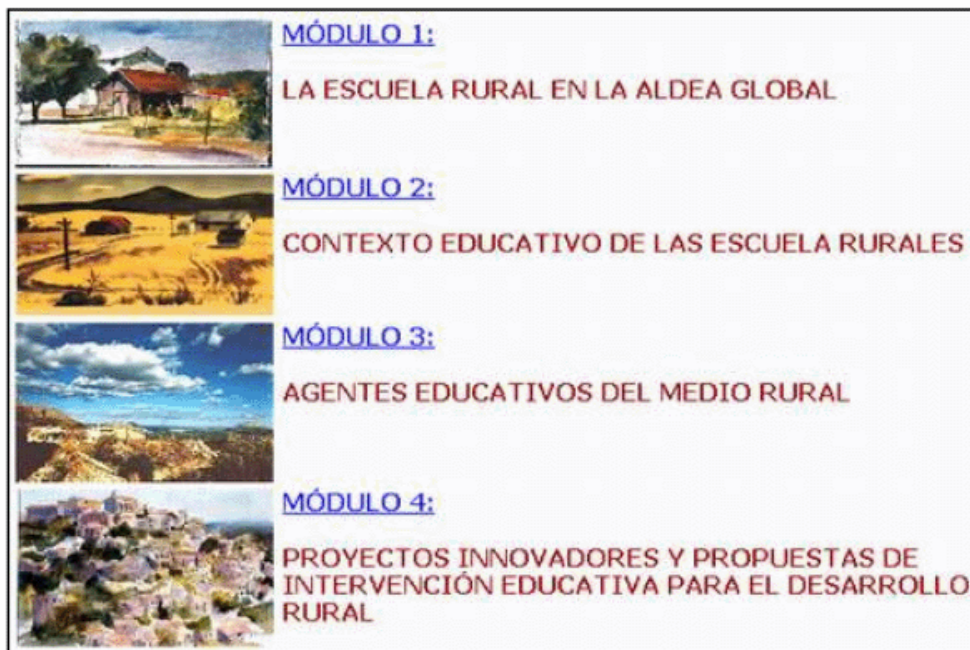 MÓDULO 1:
LA ESCUELA RURAL EN LA ALDEA GLOBAL
MÓDULO 2:
CONTEXTO EDUCATIVO DE LAS ESCUELA RURALES
MÓDULO 3:
AGENTES EDUCATIVOS DEL MEDIO RURAL
MÓDULO 4:
PROYECTOS INNOVADORES Y PROPUESTAS DE
INTERVENCIÓN EDUCATIVA PARA EL DESARROLLO
RURAL